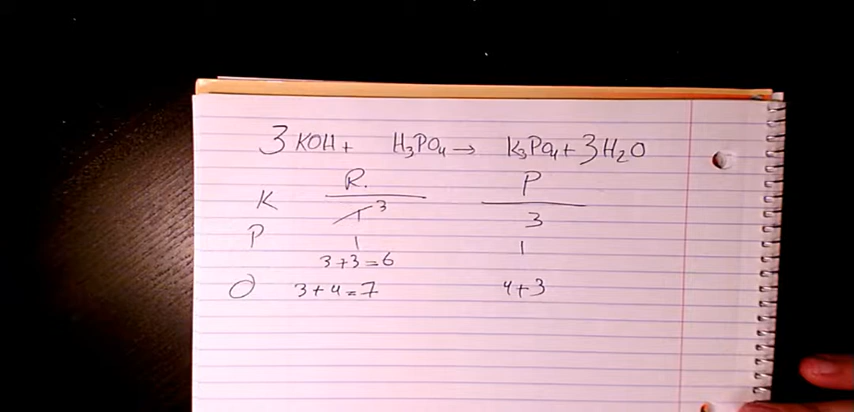 3KOH + H₃PO₄ → K₃PO₄ + 3H₂O
R. P
K 1 3 3
P 1 1
3+3=6
O 3+4=7 4+3